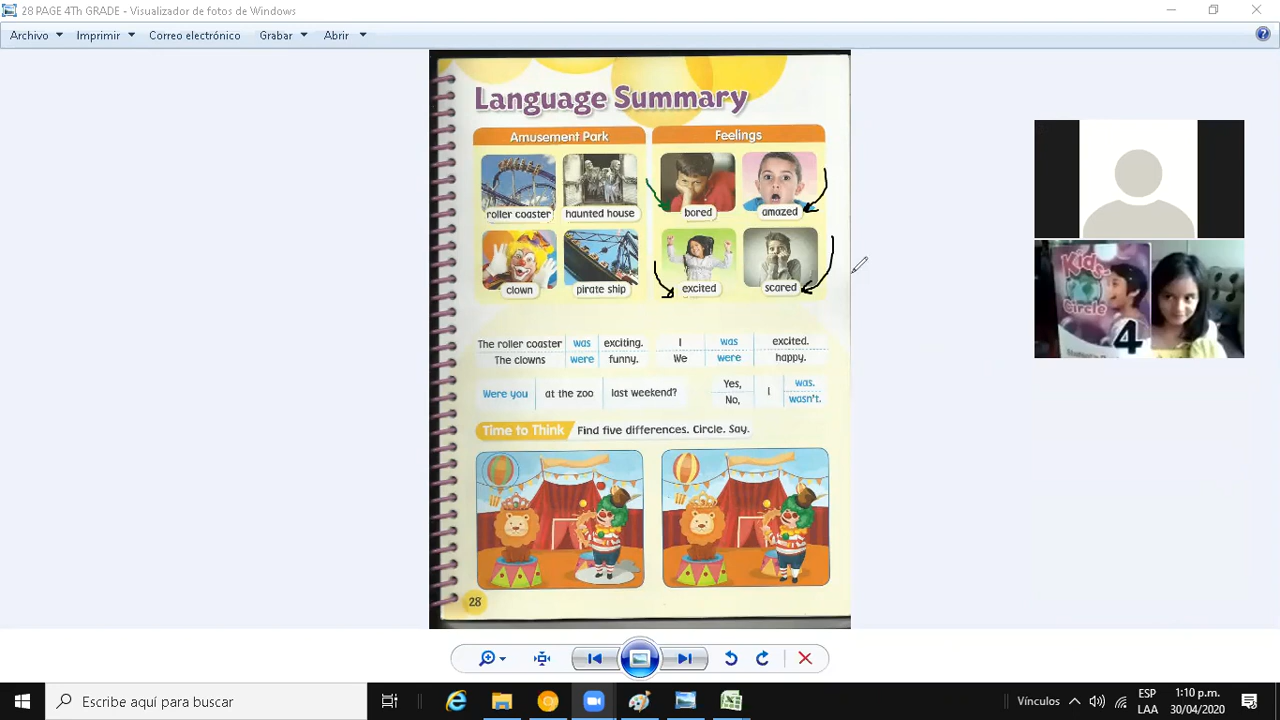 28 PAGE 4Th GRADE - Visualizador de fotos de Windows
Archivo Imprimir Correo electrónico Grabar Abrir
Language Summary
Amusement Park
roller coaster haunted house
clown pirate ship
Feelings
bored amazed
excited scared
The roller coaster was exciting.
The clowns were funny.
I was excited.
We were happy.
Were you at the zoo last weekend?
Yes, I was.
No, wasn't.
Time to Think Find five differences. Circle. Say.
28
Kids
Circle
4
Escribe aquí para buscar
Vínculos
ESP
LAA
1:10 p.m.
30/04/2020